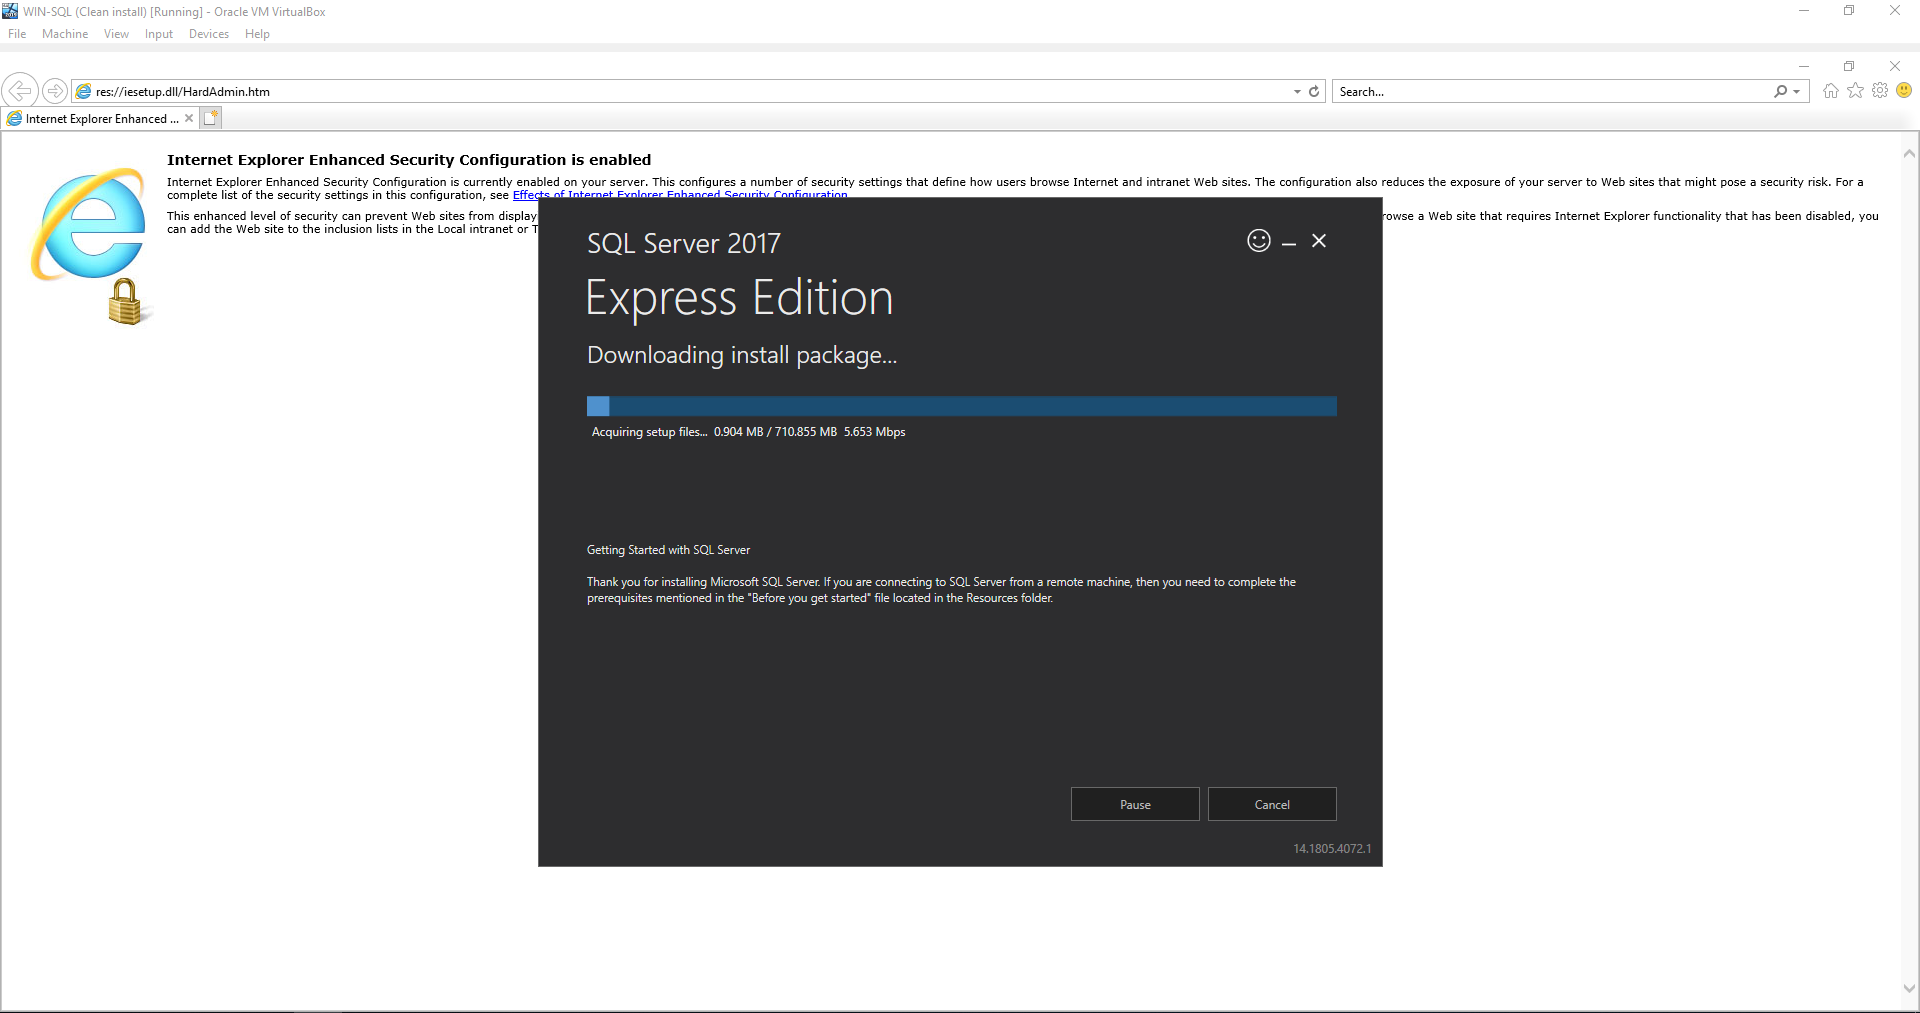 WIN-SQL (Clean install) [Running] - Oracle VM VirtualBox
File Machine View Input Devices Help
res://iesetup.dll/HardAdmin.htm
Search...
Internet Explorer Enhanced ...
Internet Explorer Enhanced Security Configuration is enabled
Internet Explorer Enhanced Security Configuration is currently enabled on your server. This configures a number of security settings that define how users browse Internet and intranet Web sites. The configuration also reduces the exposure of your server to Web sites that might pose a security risk. For a
complete list of the security settings in this configuration, see Effects of Internet Explorer Enhanced Security Configuration
This enhanced level of security can prevent Web sites from display
rowse a Web site that requires Internet Explorer functionality that has been disabled, you
can add the Web site to the inclusion lists in the Local intranet or T
SQL Server 2017
Express Edition
Downloading install package...
Acquiring setup files... 0.904 MB / 710.855 MB 5.653 Mbps
Getting Started with SQL Server
Thank you for installing Microsoft SQL Server. If you are connecting to SQL Server from a remote machine, then you need to complete the
prerequisites mentioned in the "Before you get started" file located in the Resources folder.
Pause
Cancel
14.1805.4072.1